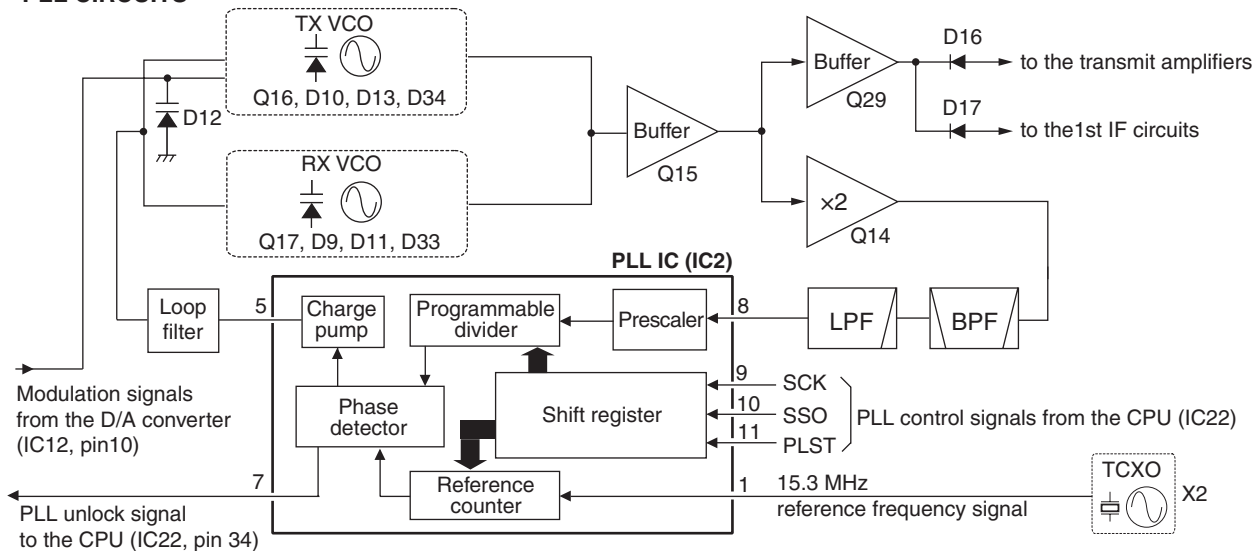 PLL CIRCUITS
TX VCO
Q16, D10, D13, D34
D12
RX VCO
Q17, D9, D11, D33
Buffer
Q15
Buffer
Q29
D16
to the transmit amplifiers
D17
to the1st IF circuits
×2
Q14
PLL IC (IC2)
Loop
filter
5
Charge
pump
Programmable
divider
Prescaler
8
LPF
BPF
Modulation signals
from the D/A converter
(IC12, pin10)
Phase
detector
Shift register
9
SCK
10
SSO
11
PLST
PLL control signals from the CPU (IC22)
7
PLL unlock signal
to the CPU (IC22, pin 34)
Reference
counter
1
15.3 MHz
reference frequency signal
TCXO
X2